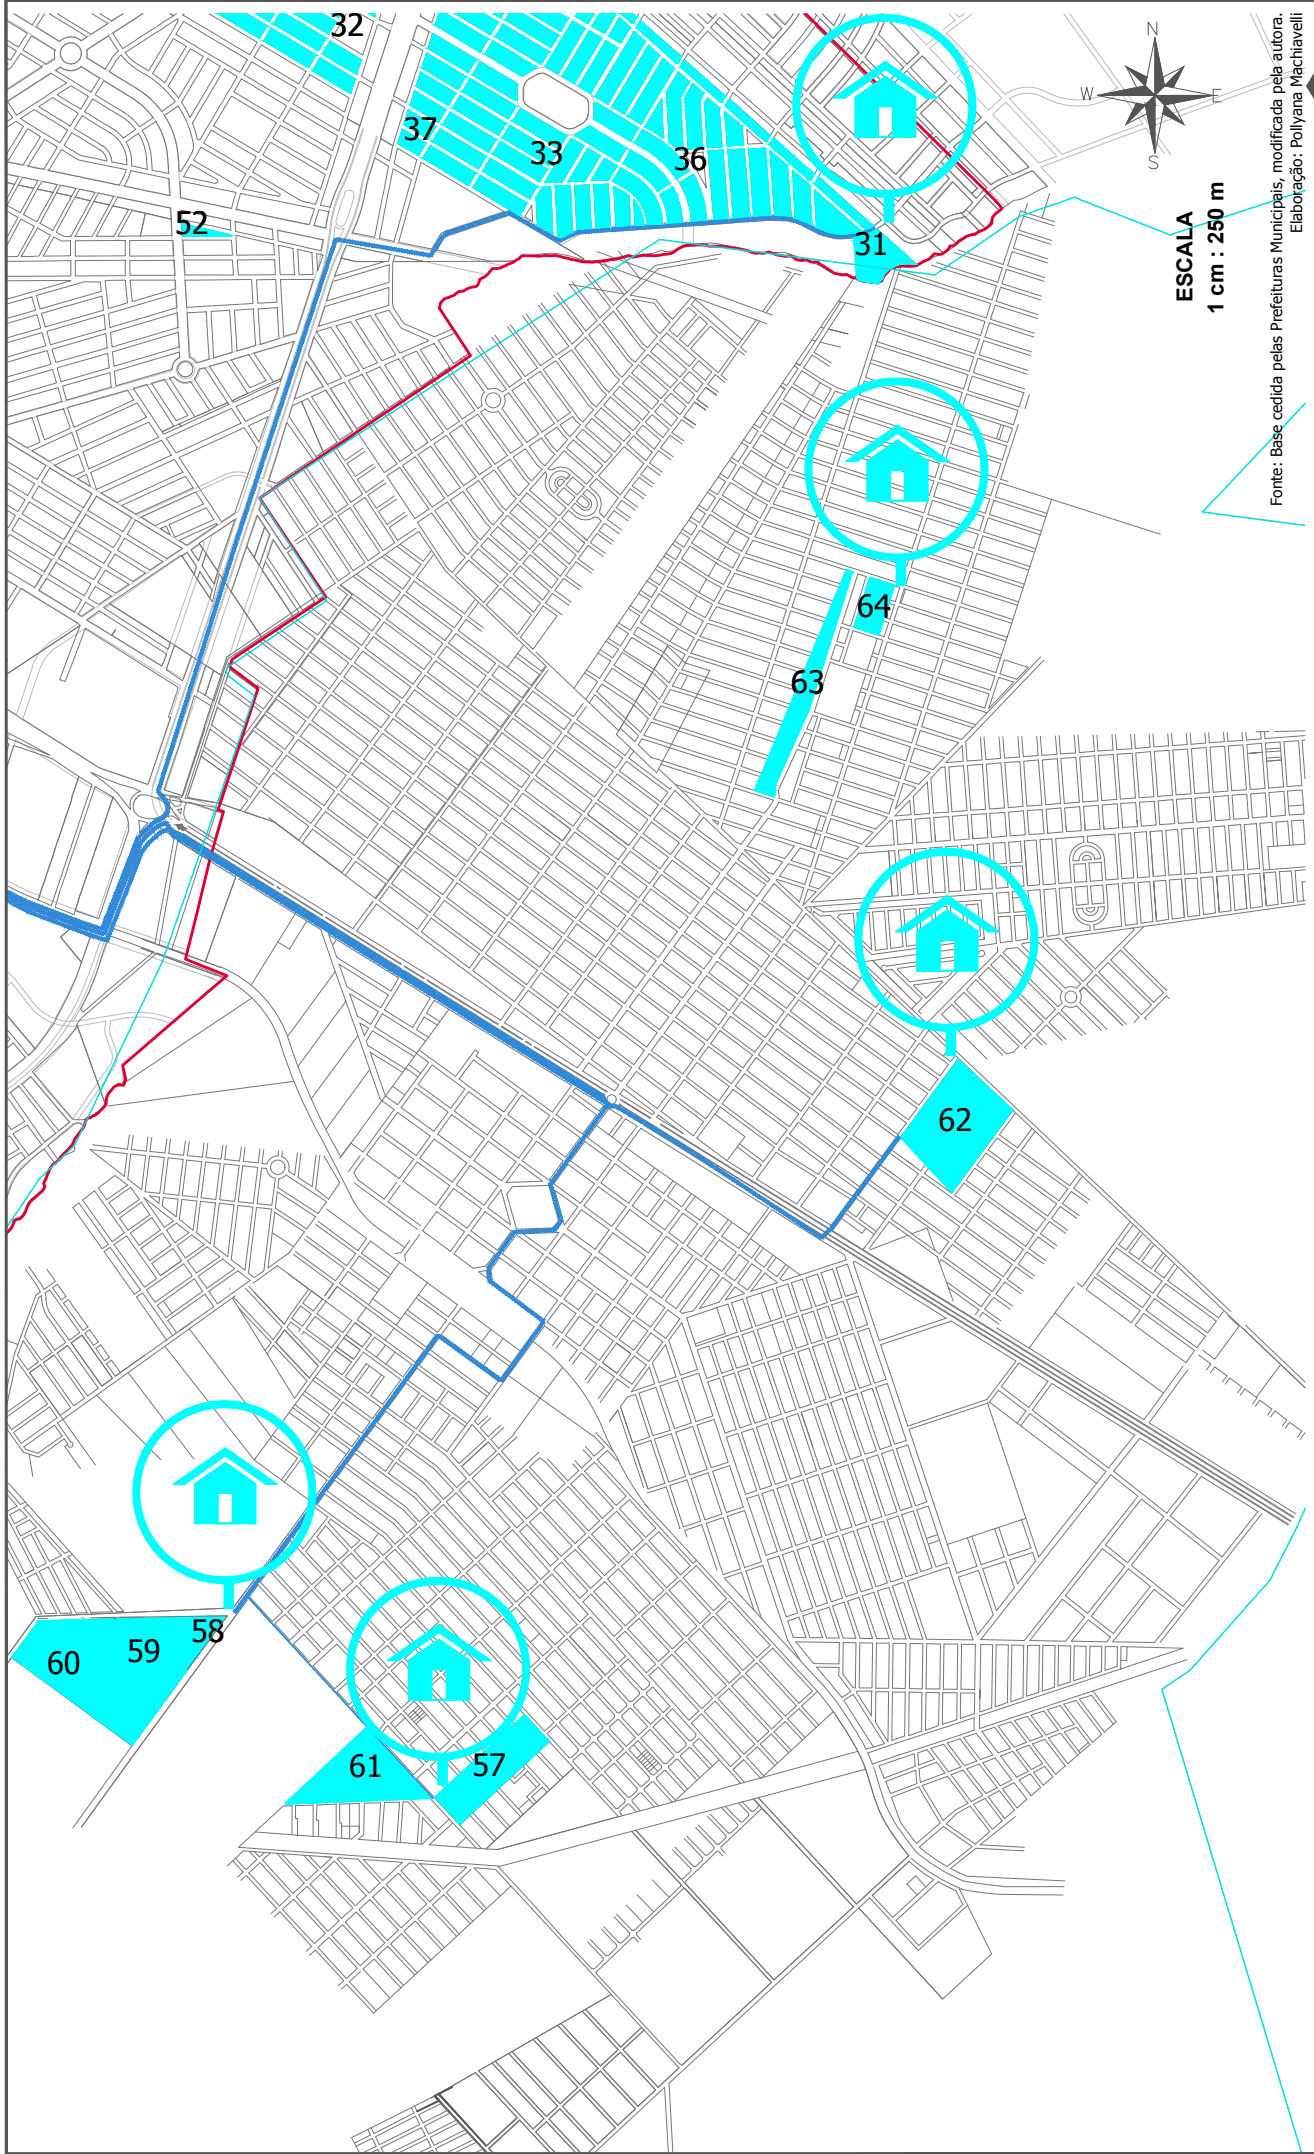 32
37
33
36
52
31
N
W
E
S
ESCALA
1 cm : 250 m
Fonte: Base cedida pelas Prefeituras Municipais, modificada pela autora.
Elaboração: Pollyana Machiavelli
64
63
62
58
59
60
61
57